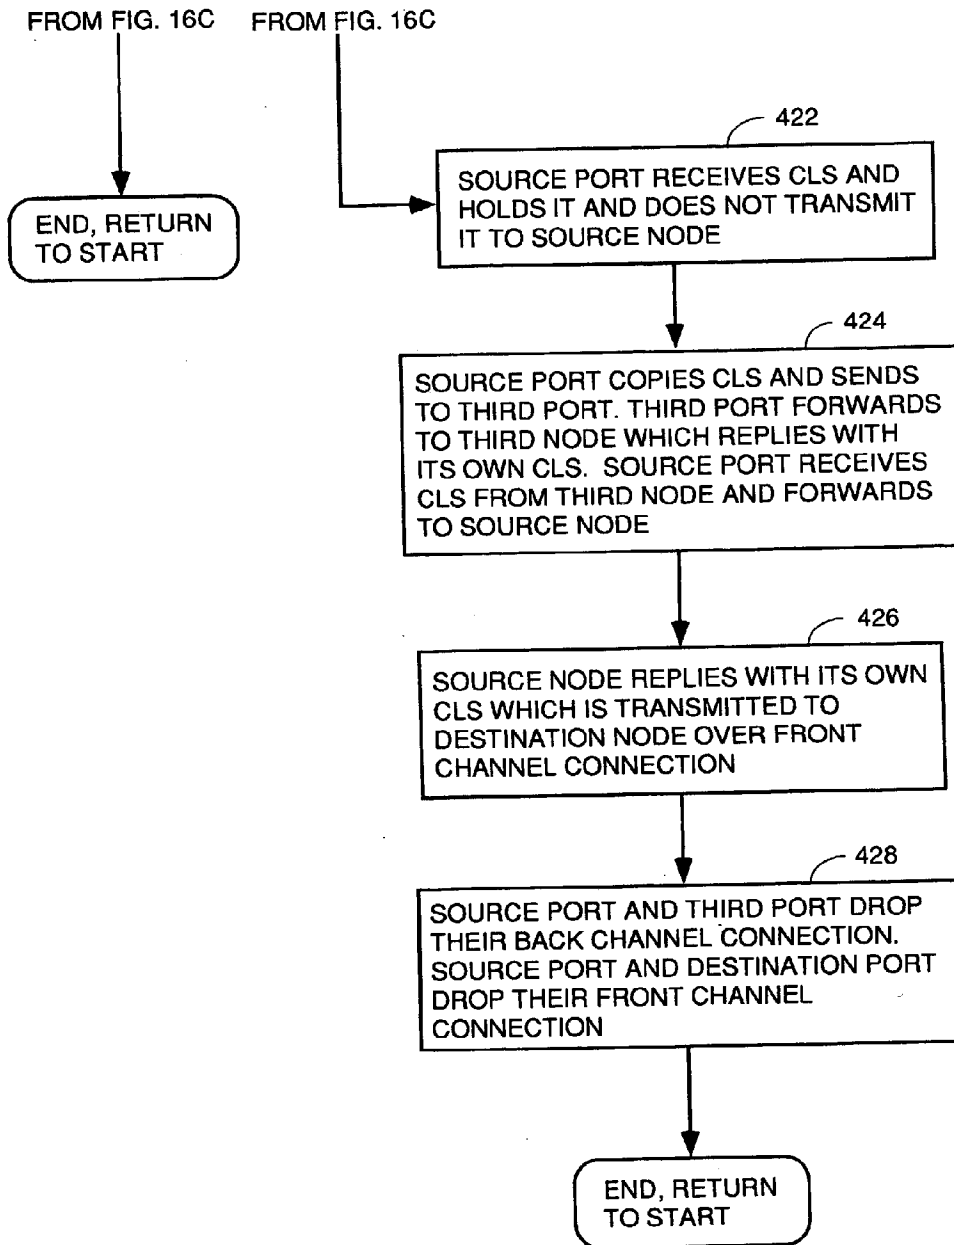 FROM FIG. 16C
FROM FIG. 16C
END, RETURN
TO START
422
SOURCE PORT RECEIVES CLS AND
HOLDS IT AND DOES NOT TRANSMIT
IT TO SOURCE NODE
424
SOURCE PORT COPIES CLS AND SENDS
TO THIRD PORT. THIRD PORT FORWARDS
TO THIRD NODE WHICH REPLIES WITH
ITS OWN CLS. SOURCE PORT RECEIVES
CLS FROM THIRD NODE AND FORWARDS
TO SOURCE NODE
426
SOURCE NODE REPLIES WITH ITS OWN
CLS WHICH IS TRANSMITTED TO
DESTINATION NODE OVER FRONT
CHANNEL CONNECTION
428
SOURCE PORT AND THIRD PORT DROP
THEIR BACK CHANNEL CONNECTION.
SOURCE PORT AND DESTINATION PORT
DROP THEIR FRONT CHANNEL
CONNECTION
END, RETURN
TO START